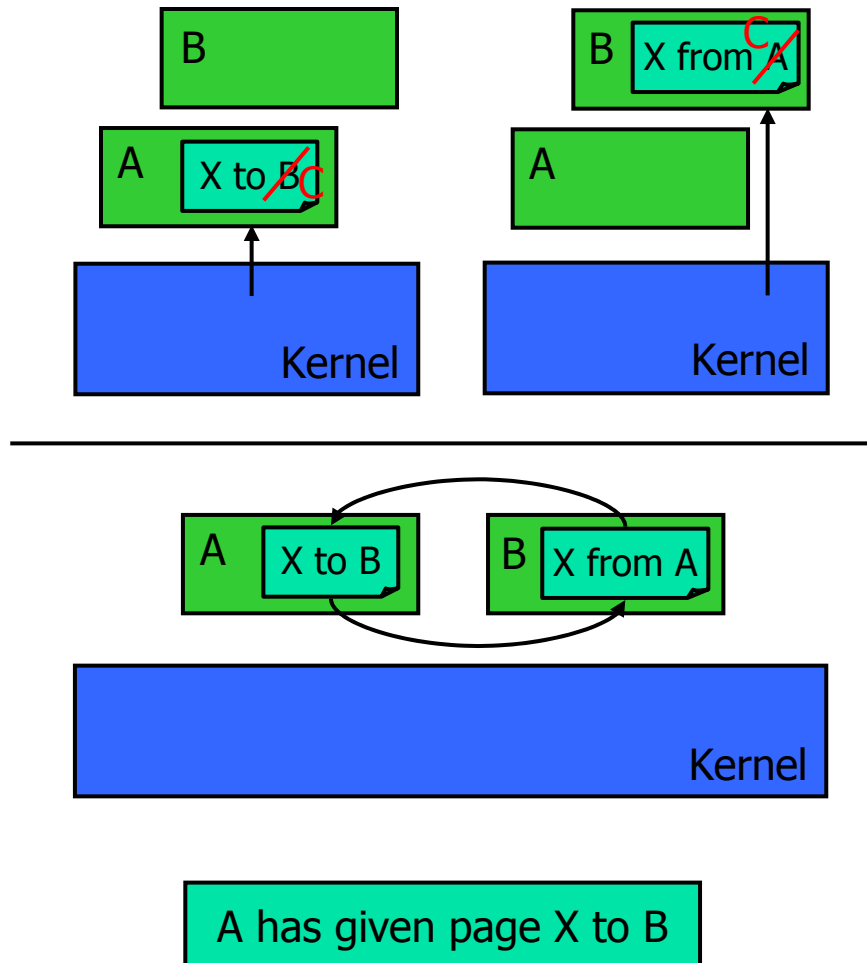 B
A
X to B
C
Kernel
B
X from A
C
A
Kernel
A
X to B
B
X from A
Kernel
A has given page X to B